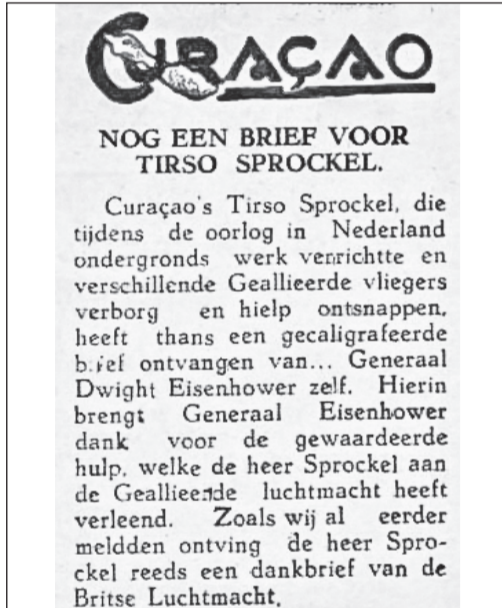 CURAÇAO
NOG EEN BRIEF VOOR
TIRSO SPROCKEL.
Curaçao's Tirso Sprockel, die
tijdens de oorlog in Nederland
ondergronds werk verrichtte en
verschillende Geallieerde vliegers
verborg en hielp ontsnappen,
heeft thans een gecaligrafeerde
brief ontvangen van... Generaal
Dwight Eisenhower zelf. Hierin
brengt Generaal Eisenhower
dank voor de gewaardeerde
hulp, welke de heer Sprockel aan
de Geallieerde luchtmacht heeft
verleend. Zoals wij al eerder
meldden ontving de heer Spro-
ckel reeds een dankbrief van de
Britse Luchtmacht.